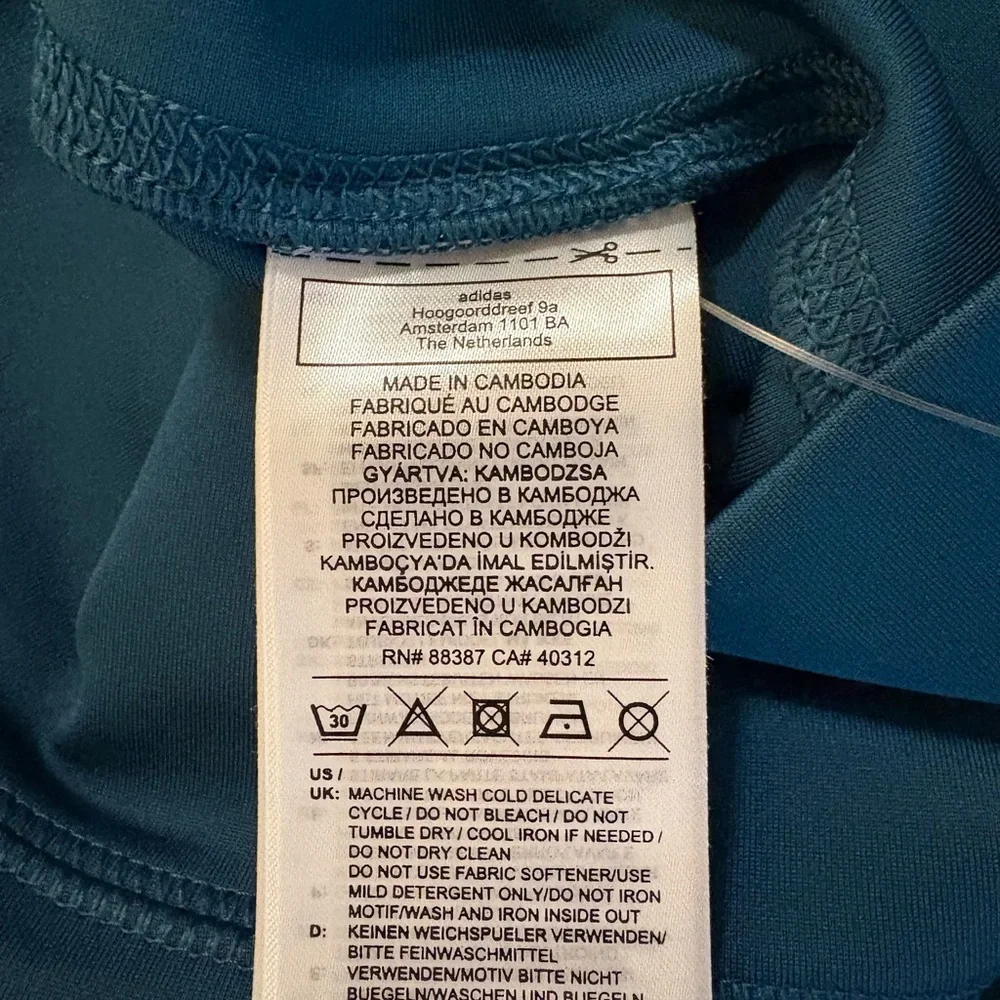 adidas
Hoogoorddreef 9a
Amsterdam 1101 BA
The Netherlands
MADE IN CAMBODIA
FABRIQUÉ AU CAMBODGE
FABRICADO EN CAMBOYA
FABRICADO NO CAMBOJA
GYÁRTVA: KAMBODZSA
ПРОИЗВЕДЕНО В КАМБОДЖА
СДЕЛАНО В КАМБОДЖЕ
PROIZVEDENO U KOMBODŽI
KAMBOÇYA'DA İMAL EDİLMİŞTİR.
КАМБОДЖЕДЕ ЖАСАЛҒАН
PROIZVEDENO U KAMBODZI
FABRICAT ÎN CAMBOGIA
RN# 88387 CA# 40312
30
US /
UK: MACHINE WASH COLD DELICATE
CYCLE / DO NOT BLEACH / DO NOT
TUMBLE DRY / COOL IRON IF NEEDED /
DO NOT DRY CLEAN
DO NOT USE FABRIC SOFTENER/USE
MILD DETERGENT ONLY/DO NOT IRON
MOTIF/WASH AND IRON INSIDE OUT
D: KEINEN WEICHSPUELER VERWENDEN/
BITTE FEINWASCHMITTEL
VERWENDEN/MOTIV BITTE NICHT
BUEGELN/WASCHEN UND BUEGELN